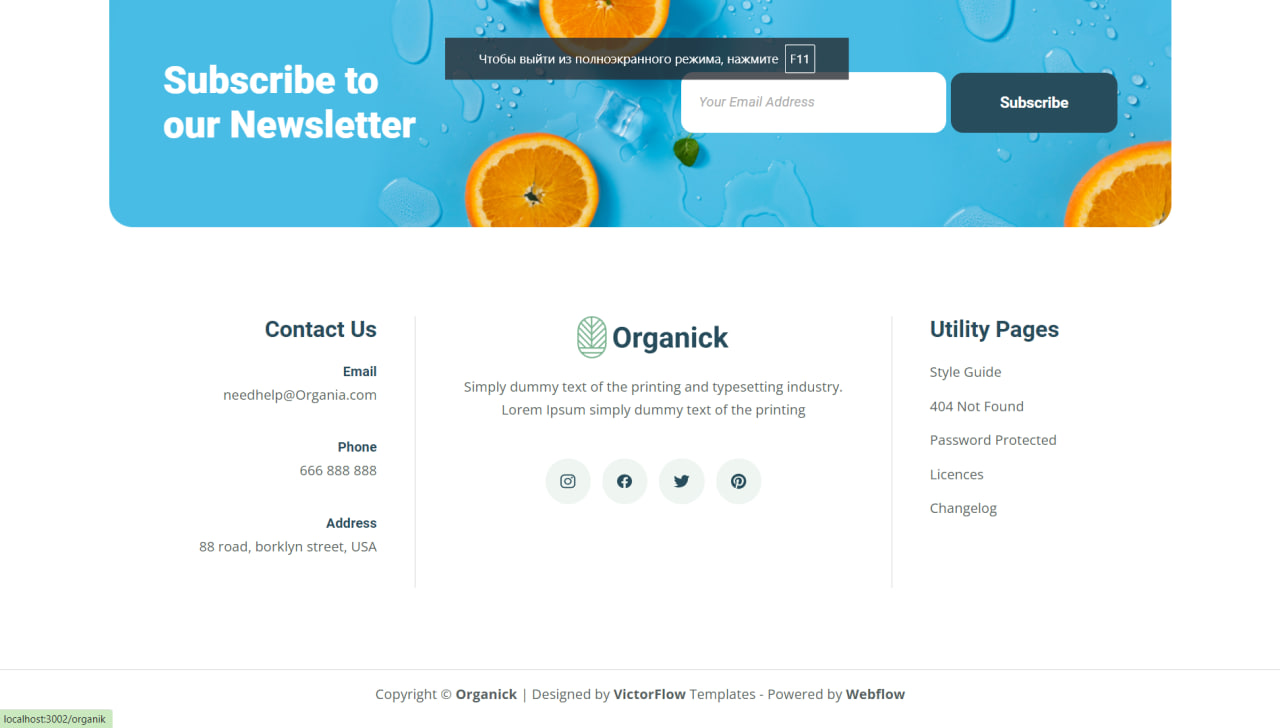 Чтобы выйти из полноэкранного режима, нажмите F11
Subscribe to
our Newsletter
Your Email Address
Subscribe
Contact Us
Email
needhelp@Organia.com
Phone
666 888 888
Address
88 road, borklyn street, USA
Organick
Simply dummy text of the printing and typesetting industry.
Lorem Ipsum simply dummy text of the printing
Utility Pages
Style Guide
404 Not Found
Password Protected
Licences
Changelog
Copyright © Organick | Designed by VictorFlow Templates - Powered by Webflow
localhost:3002/organik